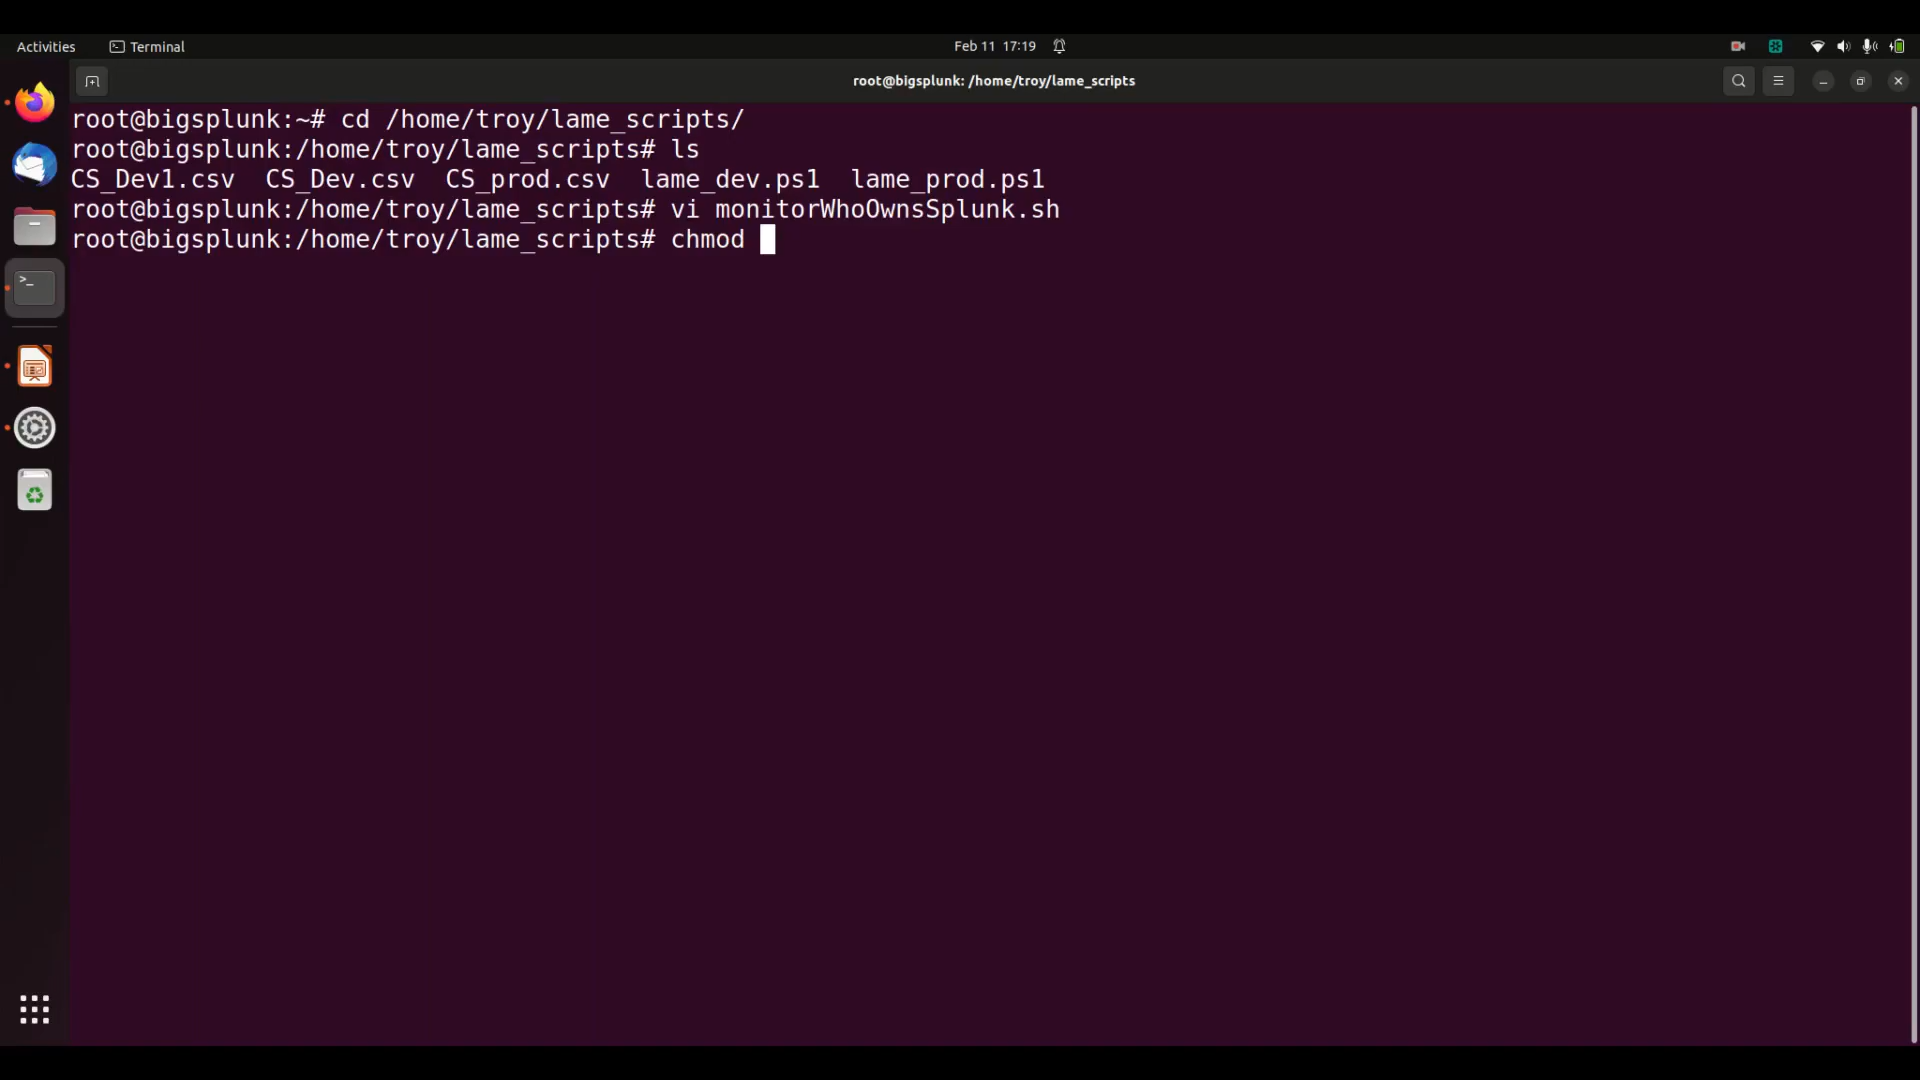 Activities Terminal Feb 11 17:19
root@bigsplunk: /home/troy/lame_scripts
root@bigsplunk:~# cd /home/troy/lame_scripts/
root@bigsplunk:/home/troy/lame_scripts# ls
CS_Dev1.csv CS_Dev.csv CS_prod.csv lame_dev.ps1 lame_prod.ps1
root@bigsplunk:/home/troy/lame_scripts# vi monitorWhoOwnsSplunk.sh
root@bigsplunk:/home/troy/lame_scripts# chmod